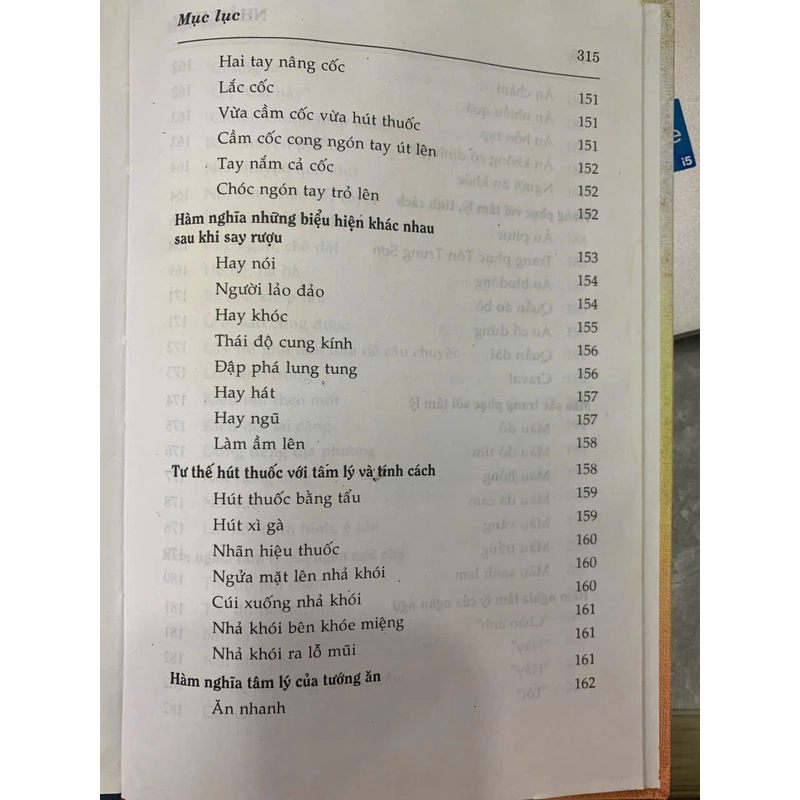 Mục lục 315
Hai tay nâng cốc 151
Lắc cốc 151
Vừa cầm cốc vừa hút thuốc 151
Cầm cốc cong ngón tay út lên 152
Tay nắm cả cốc 152
Chóc ngón tay trỏ lên 152
Hàm nghĩa những biểu hiện khác nhau
sau khi say rượu 153
Hay nói 154
Người lảo đảo 154
Hay khóc 155
Thái độ cung kính 156
Đập phá lung tung 156
Hay hát 157
Hay ngũ 157
Làm ầm lên 158
Tư thế hút thuốc với tâm lý và tính cách 158
Hút thuốc bằng tẩu 159
Hút xì gà 159
Nhãn hiệu thuốc 160
Ngửa mặt lên nhả khói 160
Cúi xuống nhả khói 160
Nhả khói bên khóe miệng 161
Nhả khói ra lỗ mũi 161
Hàm nghĩa tâm lý của tướng ăn 161
Ăn nhanh 162
i5